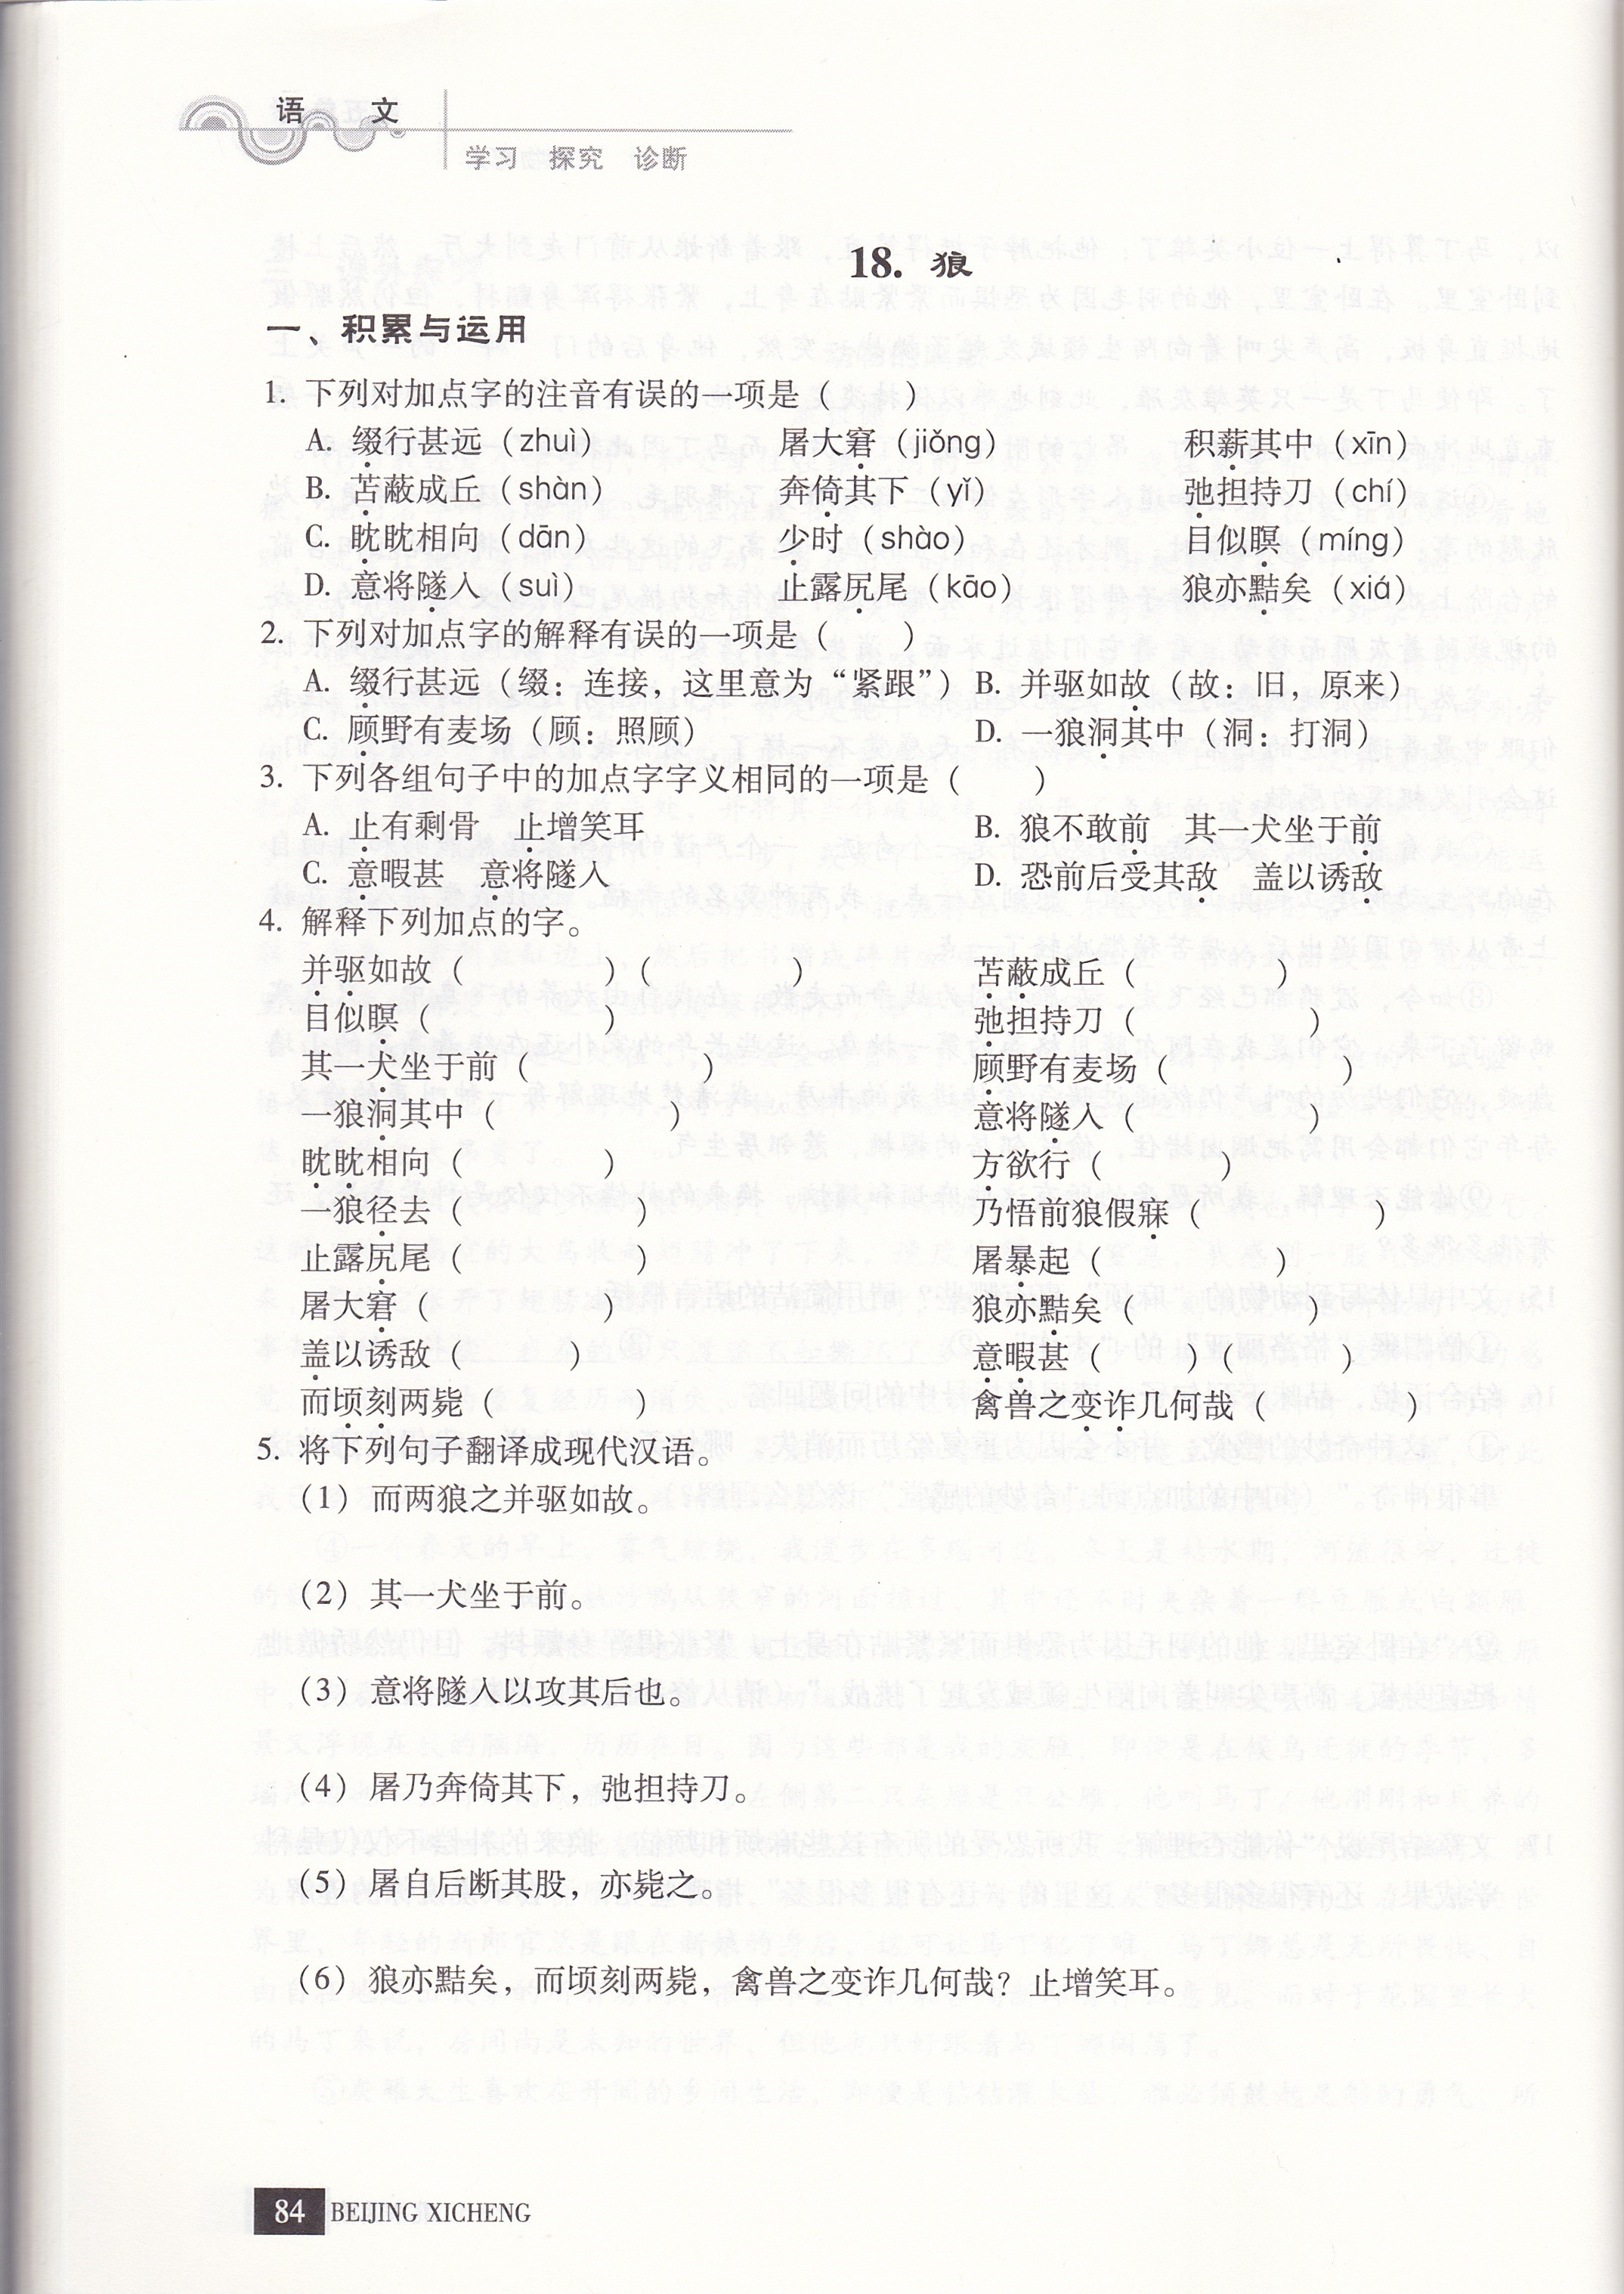 语 文
学习 探究 诊断
18. 狼
一、积累与运用
1. 下列对加点字的注音有误的一项是（ ）
A. 缀行甚远（zhuì） 屠大窘（jiǒng） 积薪其中（xīn）
B. 苫蔽成丘（shàn） 奔倚其下（yǐ） 弛担持刀（chí）
C. 眈眈相向（dān） 少时（shào） 目似瞑（míng）
D. 意将隧入（suì） 止露尻尾（kāo） 狼亦黠矣（xiá）
2. 下列对加点字的解释有误的一项是（ ）
A. 缀行甚远（缀：连接，这里意为“紧跟”） B. 并驱如故（故：旧，原来）
C. 顾野有麦场（顾：照顾） D. 一狼洞其中（洞：打洞）
3. 下列各组句子中的加点字字义相同的一项是（ ）
A. 止有剩骨 止增笑耳 B. 狼不敢前 其一犬坐于前
C. 意暇甚 意将隧入 D. 恐前后受其敌 盖以诱敌
4. 解释下列加点的字。
并驱如故（ ）（ ） 苫蔽成丘（ ）
目似瞑（ ） 弛担持刀（ ）
其一犬坐于前（ ） 顾野有麦场（ ）
一狼洞其中（ ） 意将隧入（ ）
眈眈相向（ ） 方欲行（ ）
一狼径去（ ） 乃悟前狼假寐（ ）
止露尻尾（ ） 屠暴起（ ）
屠大窘（ ） 狼亦黠矣（ ）
盖以诱敌（ ） 意暇甚（ ）（ ）
而顷刻两毙（ ） 禽兽之变诈几何哉（ ）
5. 将下列句子翻译成现代汉语。
（1）而两狼之并驱如故。
（2）其一犬坐于前。
（3）意将隧入以攻其后也。
（4）屠乃奔倚其下，弛担持刀。
（5）屠自后断其股，亦毙之。
（6）狼亦黠矣，而顷刻两毙，禽兽之变诈几何哉？止增笑耳。
84 BEIJING XICHENG